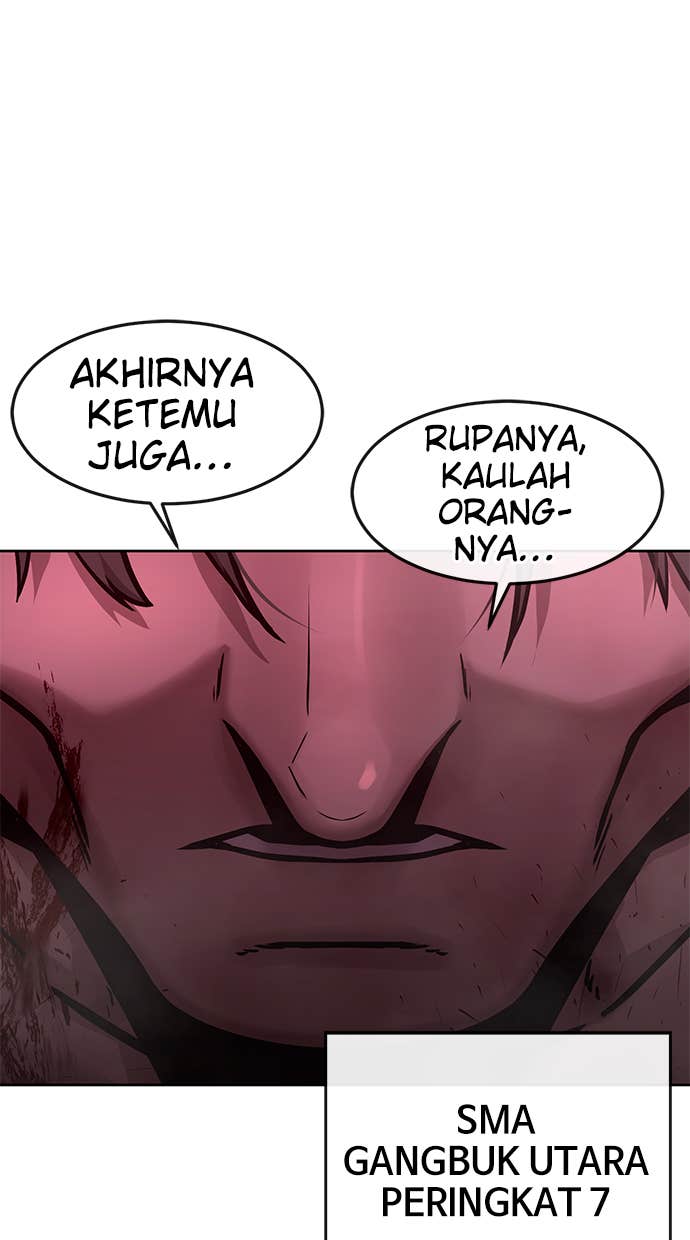 AKHIRNYA
KETEMU
JUGA...
RUPANYA,
KAULAH
ORANG-
NYA...
SMA
GANGBUK UTARA
PERINGKAT 7